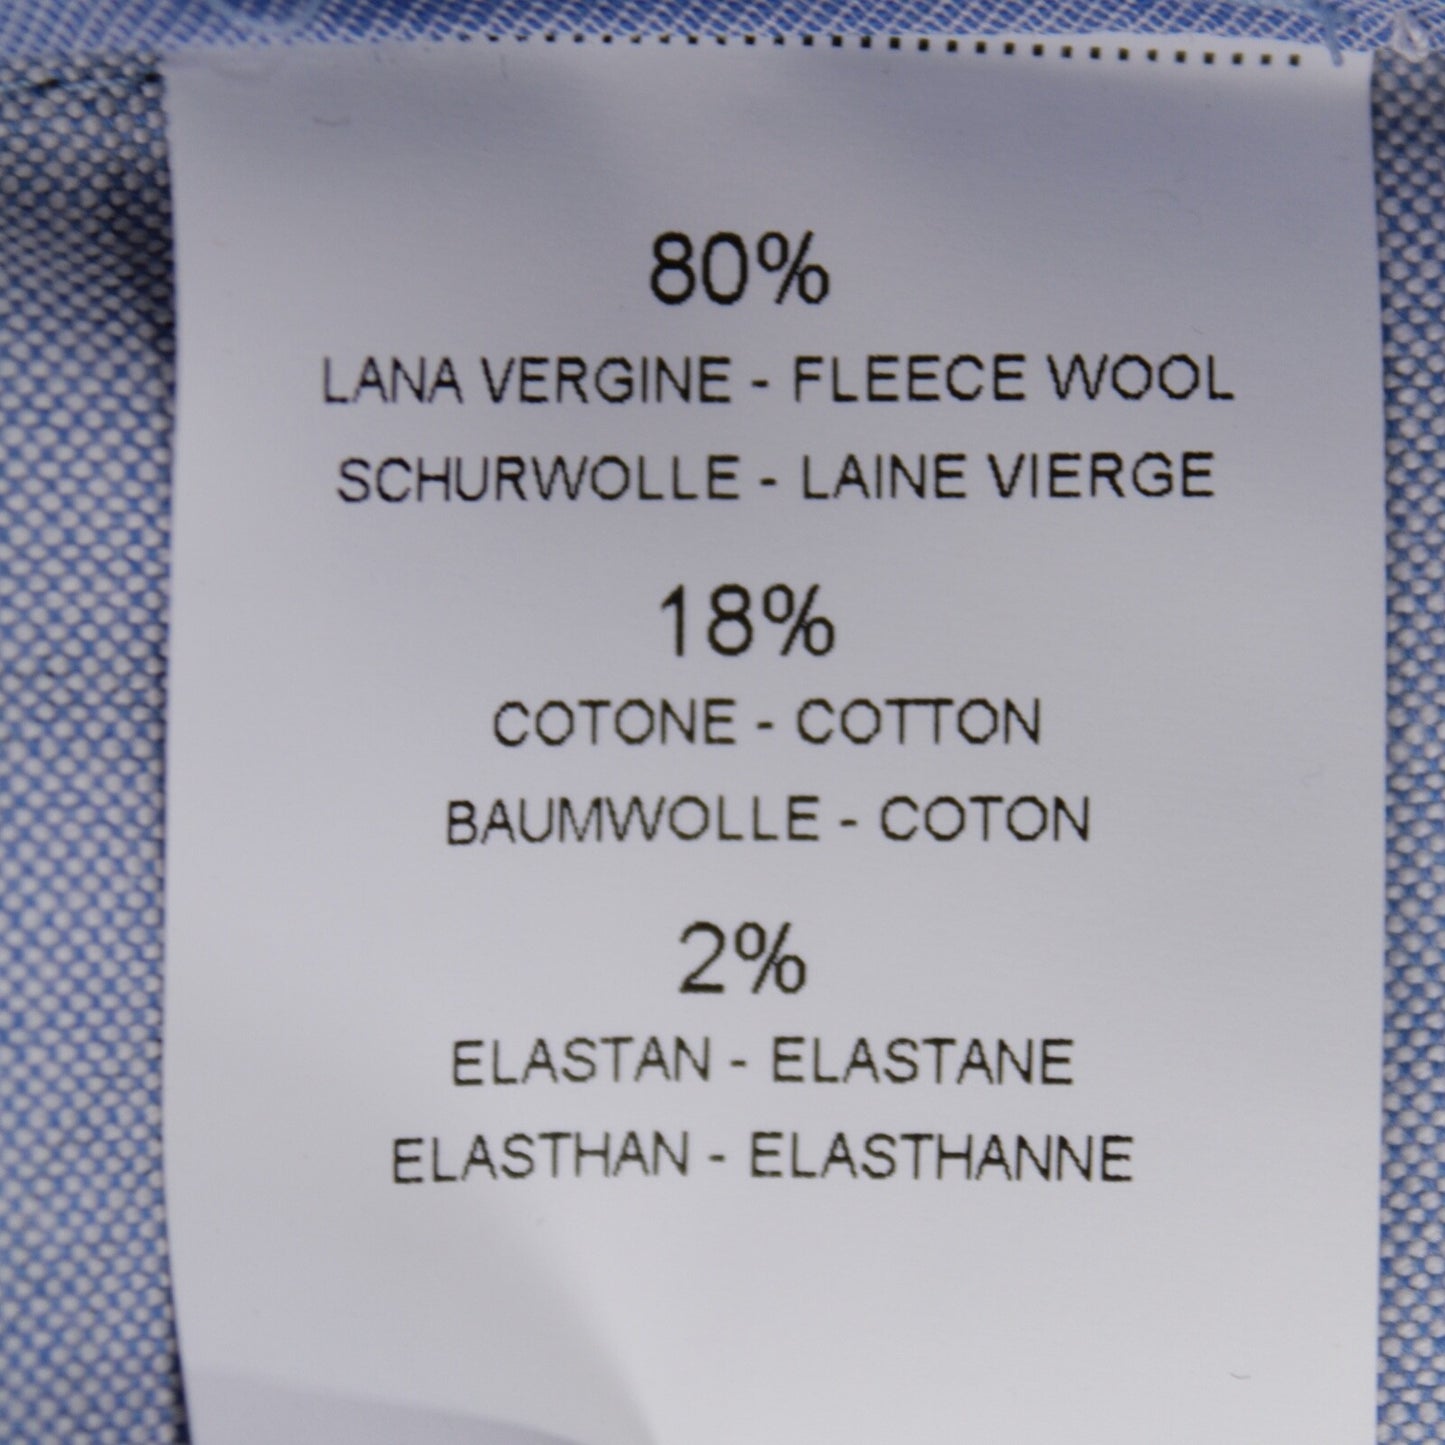 80%
LANA VERGINE - FLEECE WOOL
SCHURWOLLE - LAINE VIERGE
18%
COTONE - COTTON
BAUMWOLLE - COTON
2%
ELASTAN - ELASTANE
ELASTHAN - ELASTHANNE